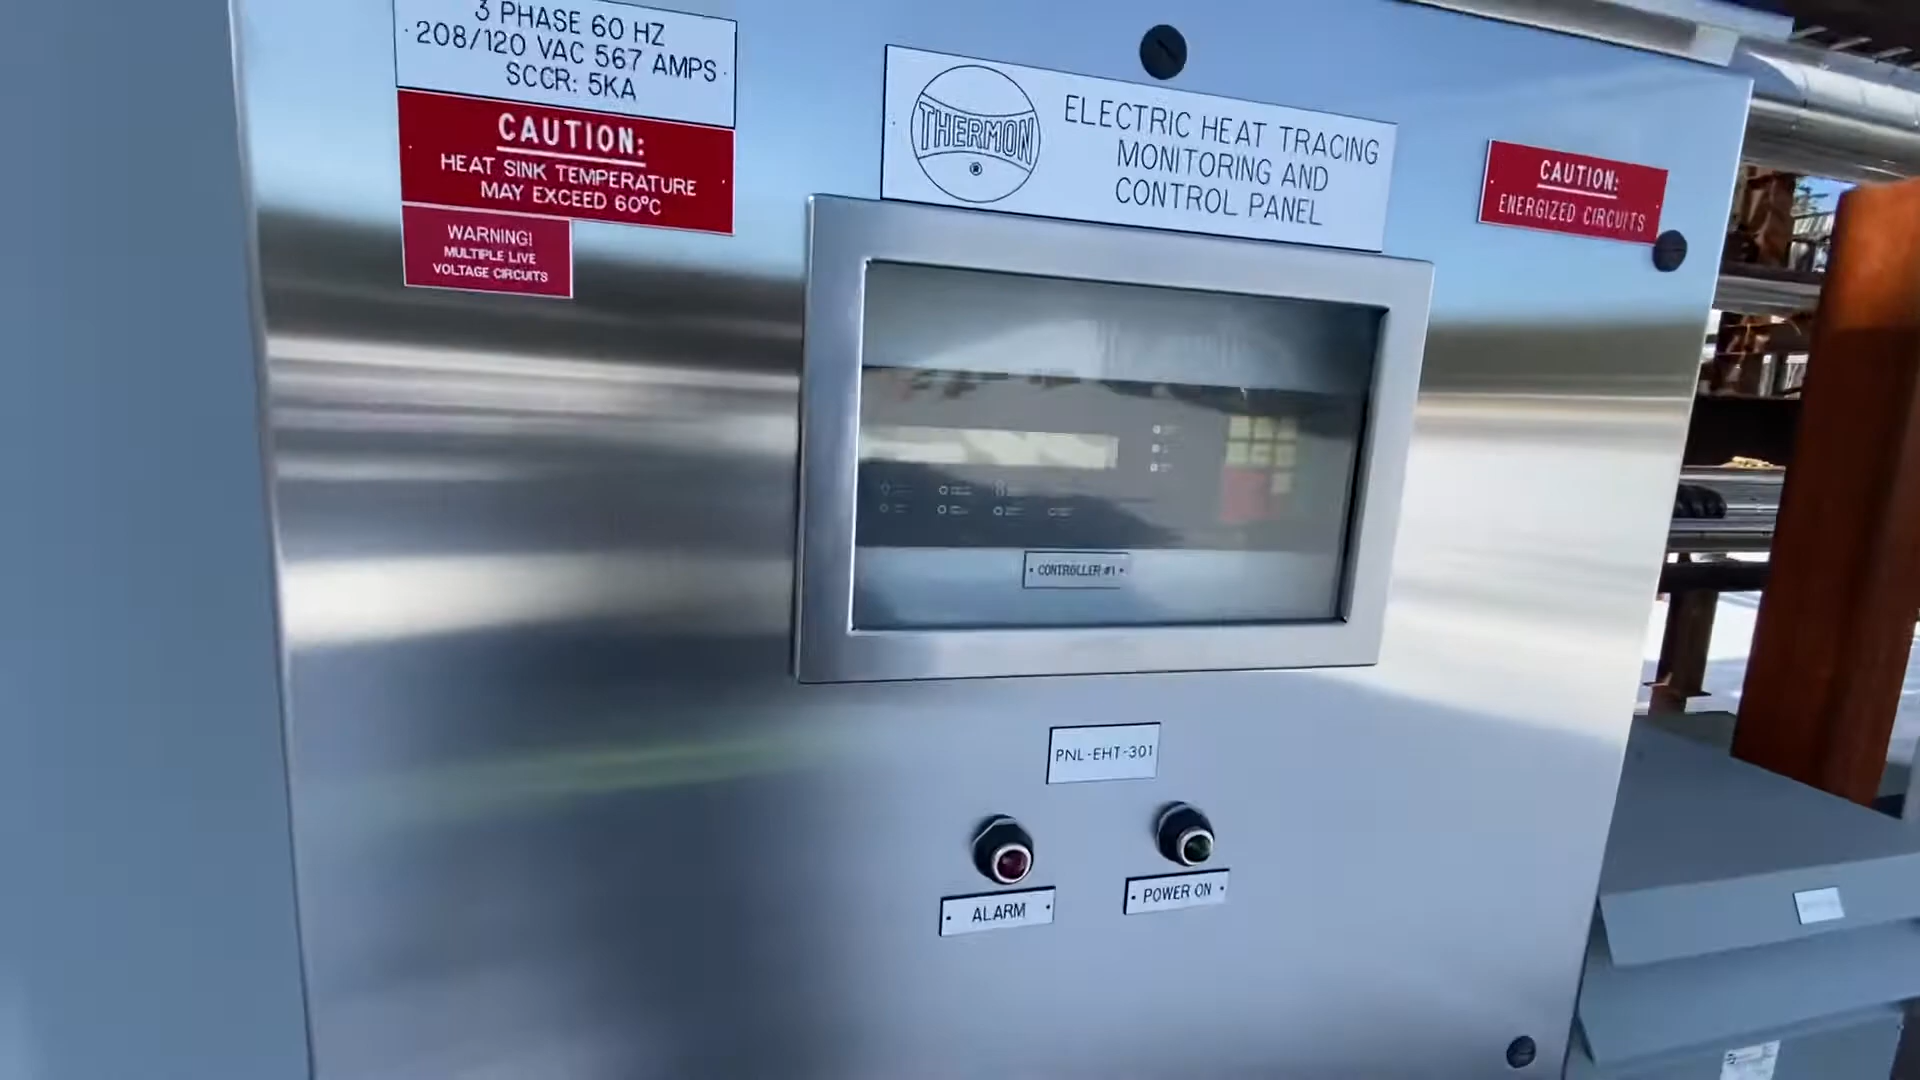 3 PHASE 60 HZ
208/120 VAC 567 AMPS
SCCR: 5KA
CAUTION:
HEAT SINK TEMPERATURE
MAY EXCEED 60°C
WARNING!
MULTIPLE LIVE
VOLTAGE CIRCUITS
THERMON
®
ELECTRIC HEAT TRACING
MONITORING AND
CONTROL PANEL
CAUTION:
ENERGIZED CIRCUITS
CONTROLLER #1
PNL-EHT-301
ALARM
POWER ON